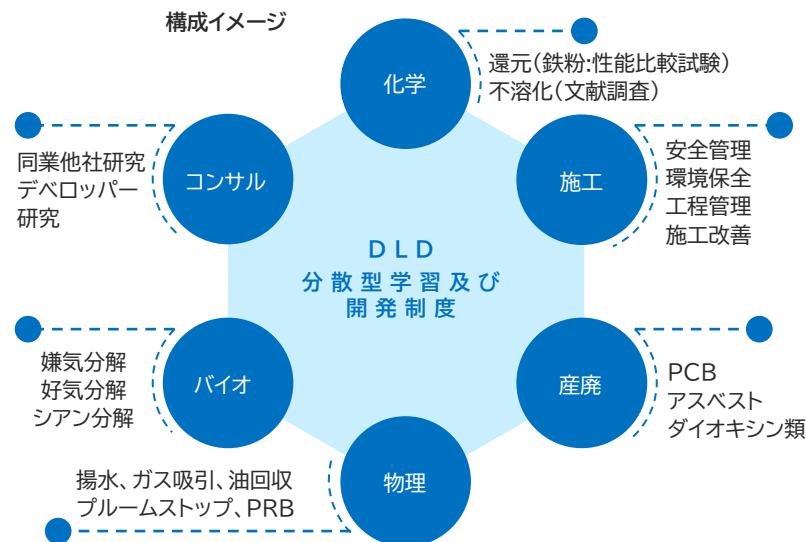 構成イメージ
化学
還元(鉄粉:性能比較試験)
不溶化(文献調査)
施工
安全管理
環境保全
工程管理
施工改善
コンサル
同業他社研究
デベロッパー
研究
DLD
分散型学習及び
開発制度
バイオ
嫌気分解
好気分解
シアン分解
産廃
PCB
アスベスト
ダイオキシン類
物理
揚水、ガス吸引、油回収
プルームストップ、PRB